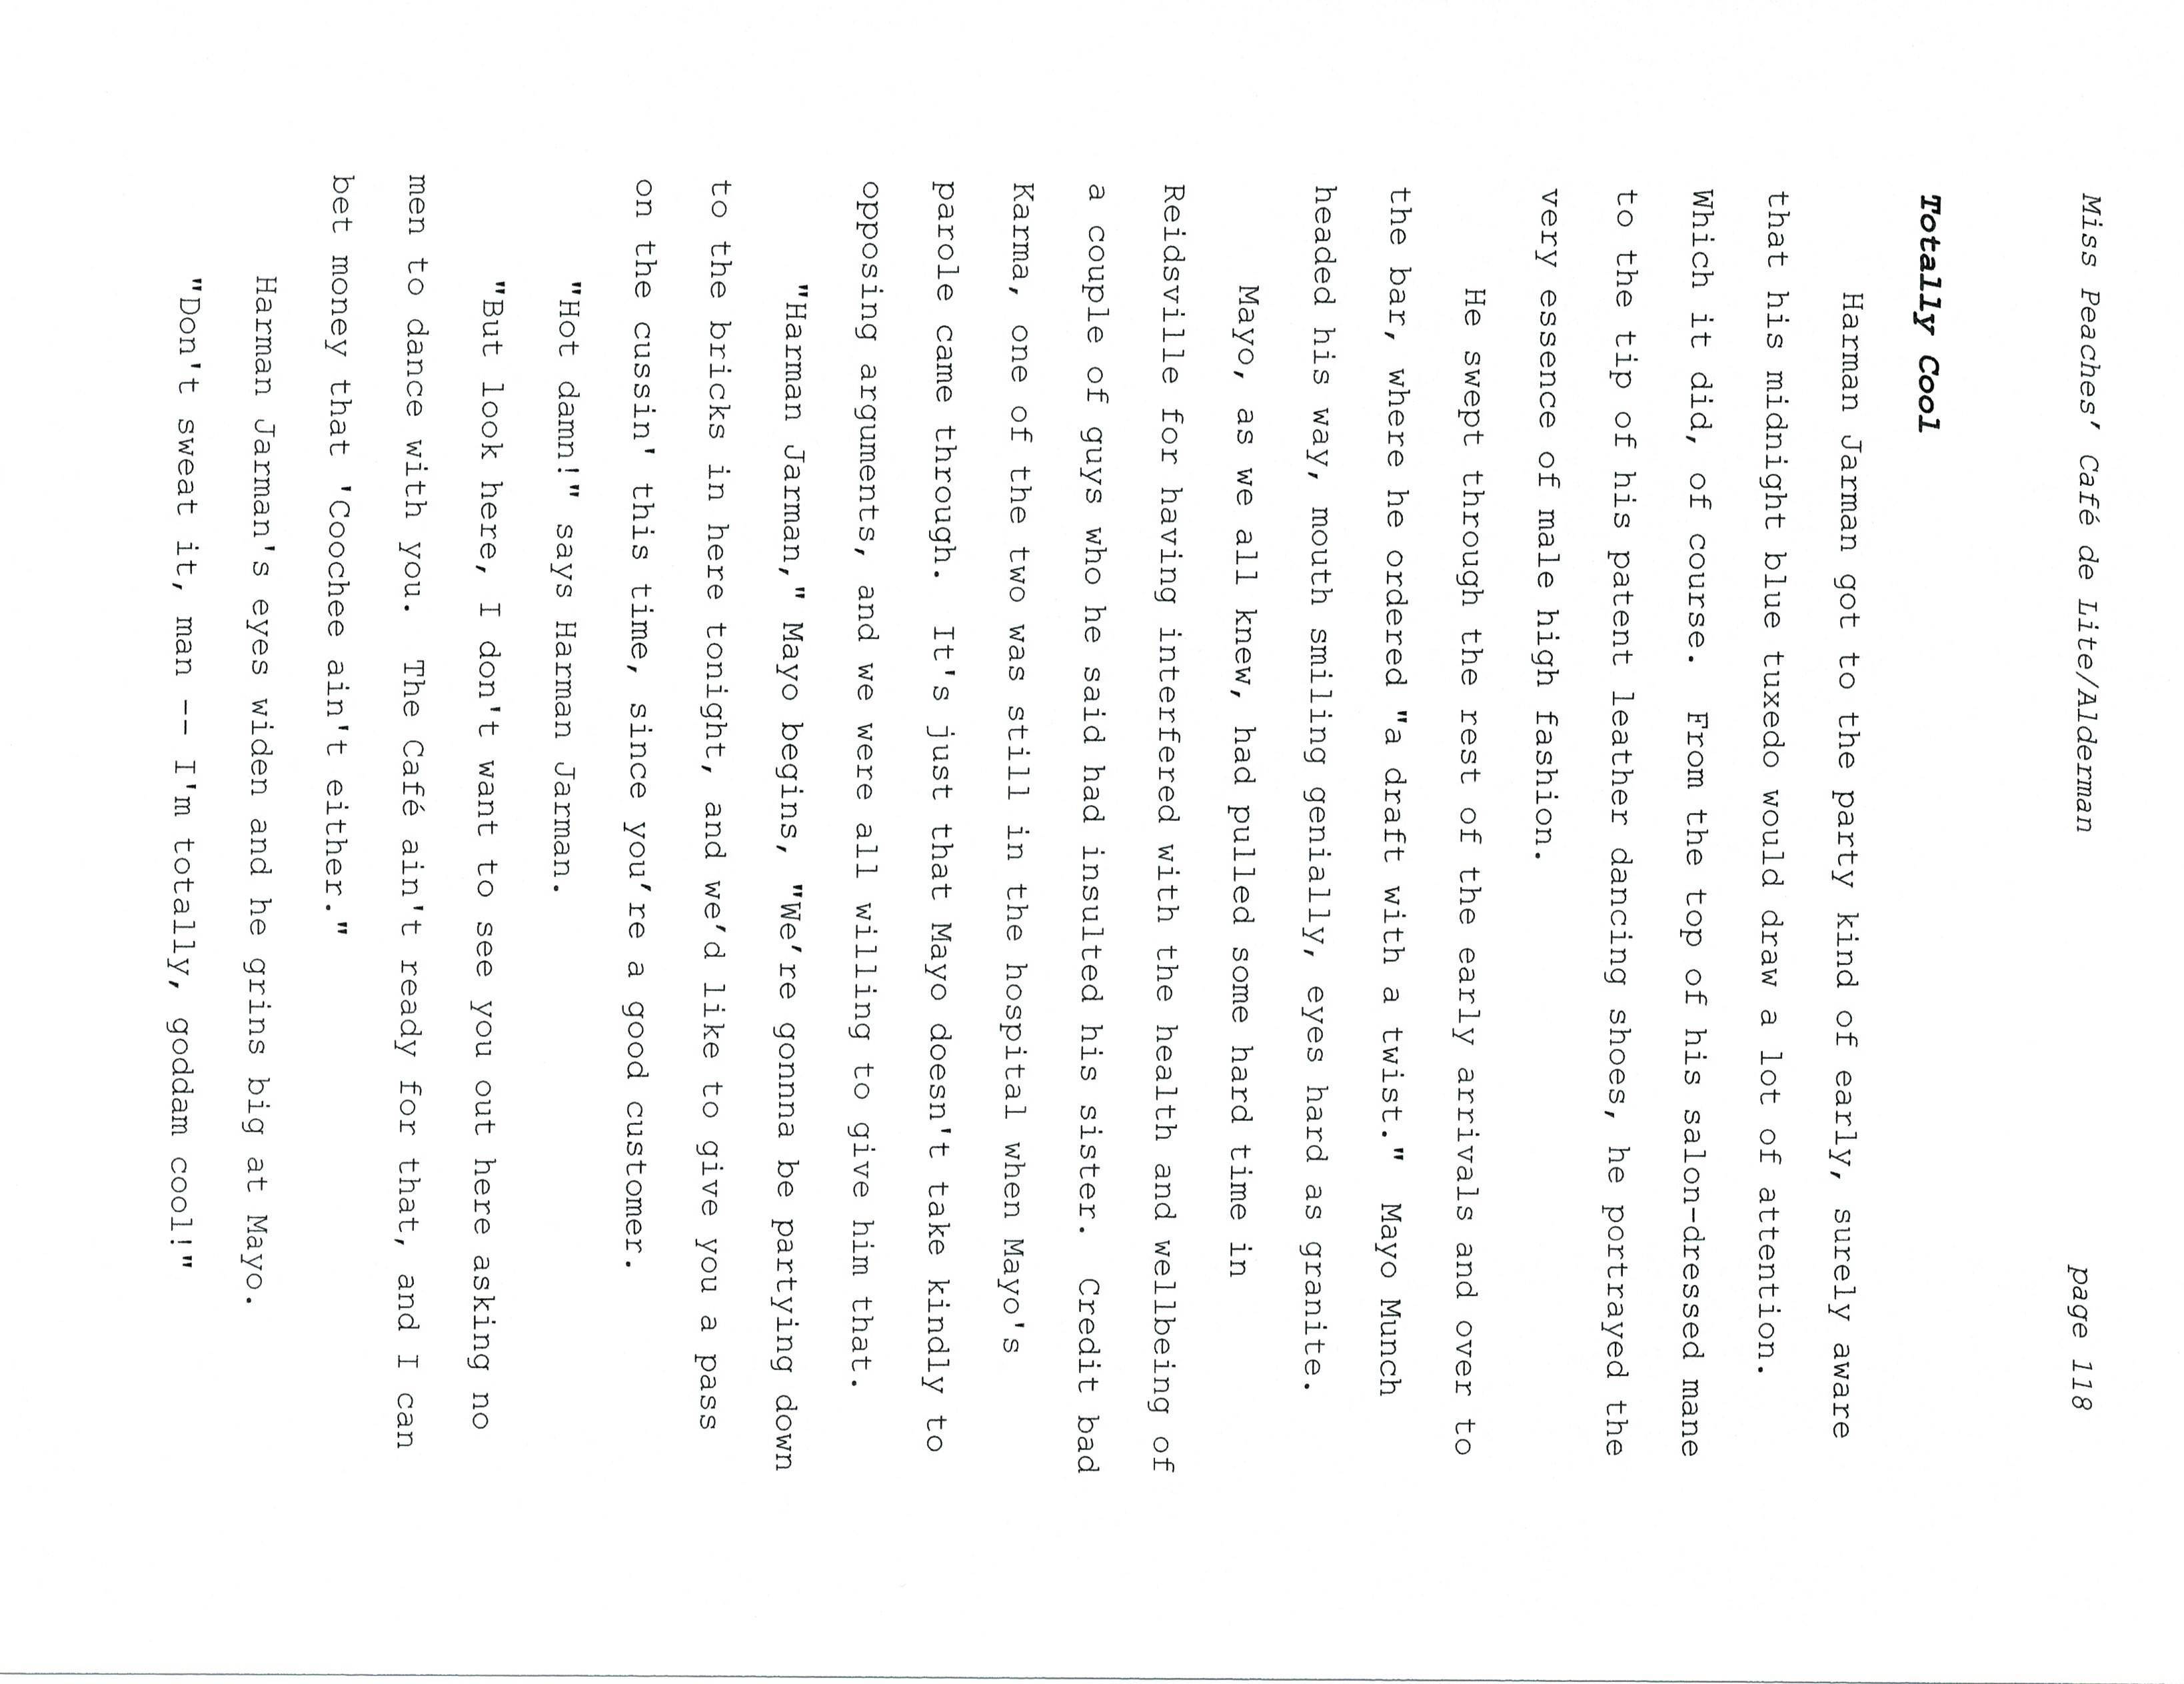 Miss Peaches’ Café de Lite/Alderman page 118
Totally Cool
Harman Jarman got to the party kind of early, surely aware
that his midnight blue tuxedo would draw a lot of attention.
Which it did, of course.  From the top of his salon-dressed mane
to the tip of his patent leather dancing shoes, he portrayed the
very essence of male high fashion.
He swept through the rest of the early arrivals and over to
the bar, where he ordered "a draft with a twist."  Mayo Munch
headed his way, mouth smiling genially, eyes hard as granite.
Mayo, as we all knew, had pulled some hard time in
Reidsville for having interfered with the health and wellbeing of
a couple of guys who he said had insulted his sister.  Credit bad
Karma, one of the two was still in the hospital when Mayo's
parole came through.  It's just that Mayo doesn't take kindly to
opposing arguments, and we were all willing to give him that.
"Harman Jarman," Mayo begins, "We’re gonnna be partying down
to the bricks in here tonight, and we’d like to give you a pass
on the cussin' this time, since you’re a good customer.
"Hot damn!" says Harman Jarman.
"But look here, I don't want to see you out here asking no
men to dance with you.  The Café ain't ready for that, and I can
bet money that 'Coochee ain't either."
Harman Jarman's eyes widen and he grins big at Mayo.
"Don't sweat it, man -- I'm totally, goddam cool!"